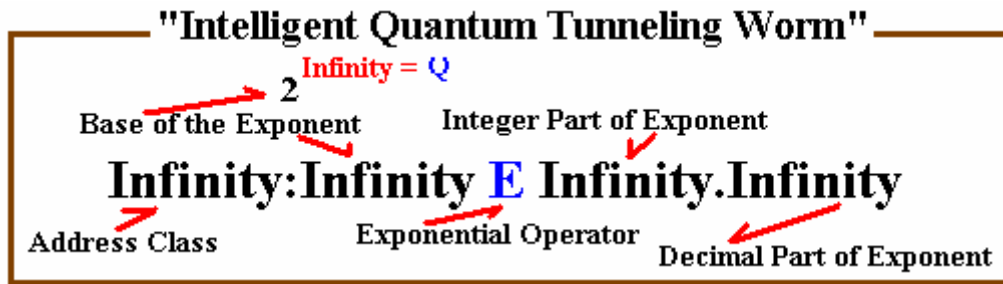 "Intelligent Quantum Tunneling Worm"
2 Infinity = Q
Base of the Exponent
Integer Part of Exponent
Infinity:Infinity E Infinity.Infinity
Address Class
Exponential Operator
Decimal Part of Exponent